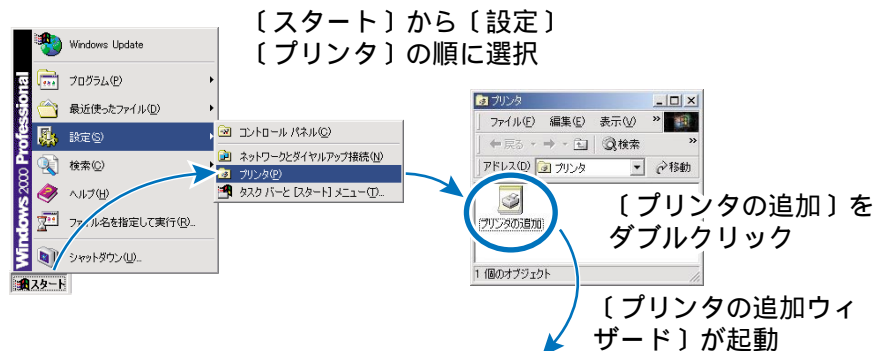 〔スタート〕から〔設定〕
〔プリンタ〕の順に選択
Windows 2000 Professional
Windows Update
プログラム(P)
最近使ったファイル(D)
設定(S)
検索(C)
ヘルプ(H)
ファイル名を指定して実行(R)...
シャットダウン(U)...
スタート
コントロール パネル(C)
ネットワークとダイヤルアップ接続(N)
プリンタ(P)
タスク バーと [スタート] メニュー(T)...
プリンタ
ファイル(F) 編集(E) 表示(V) »
戻る 検索 »
アドレス(D) プリンタ 移動
プリンタの追加
1 個のオブジェクト
〔プリンタの追加〕を
ダブルクリック
〔プリンタの追加ウィ
ザード〕が起動